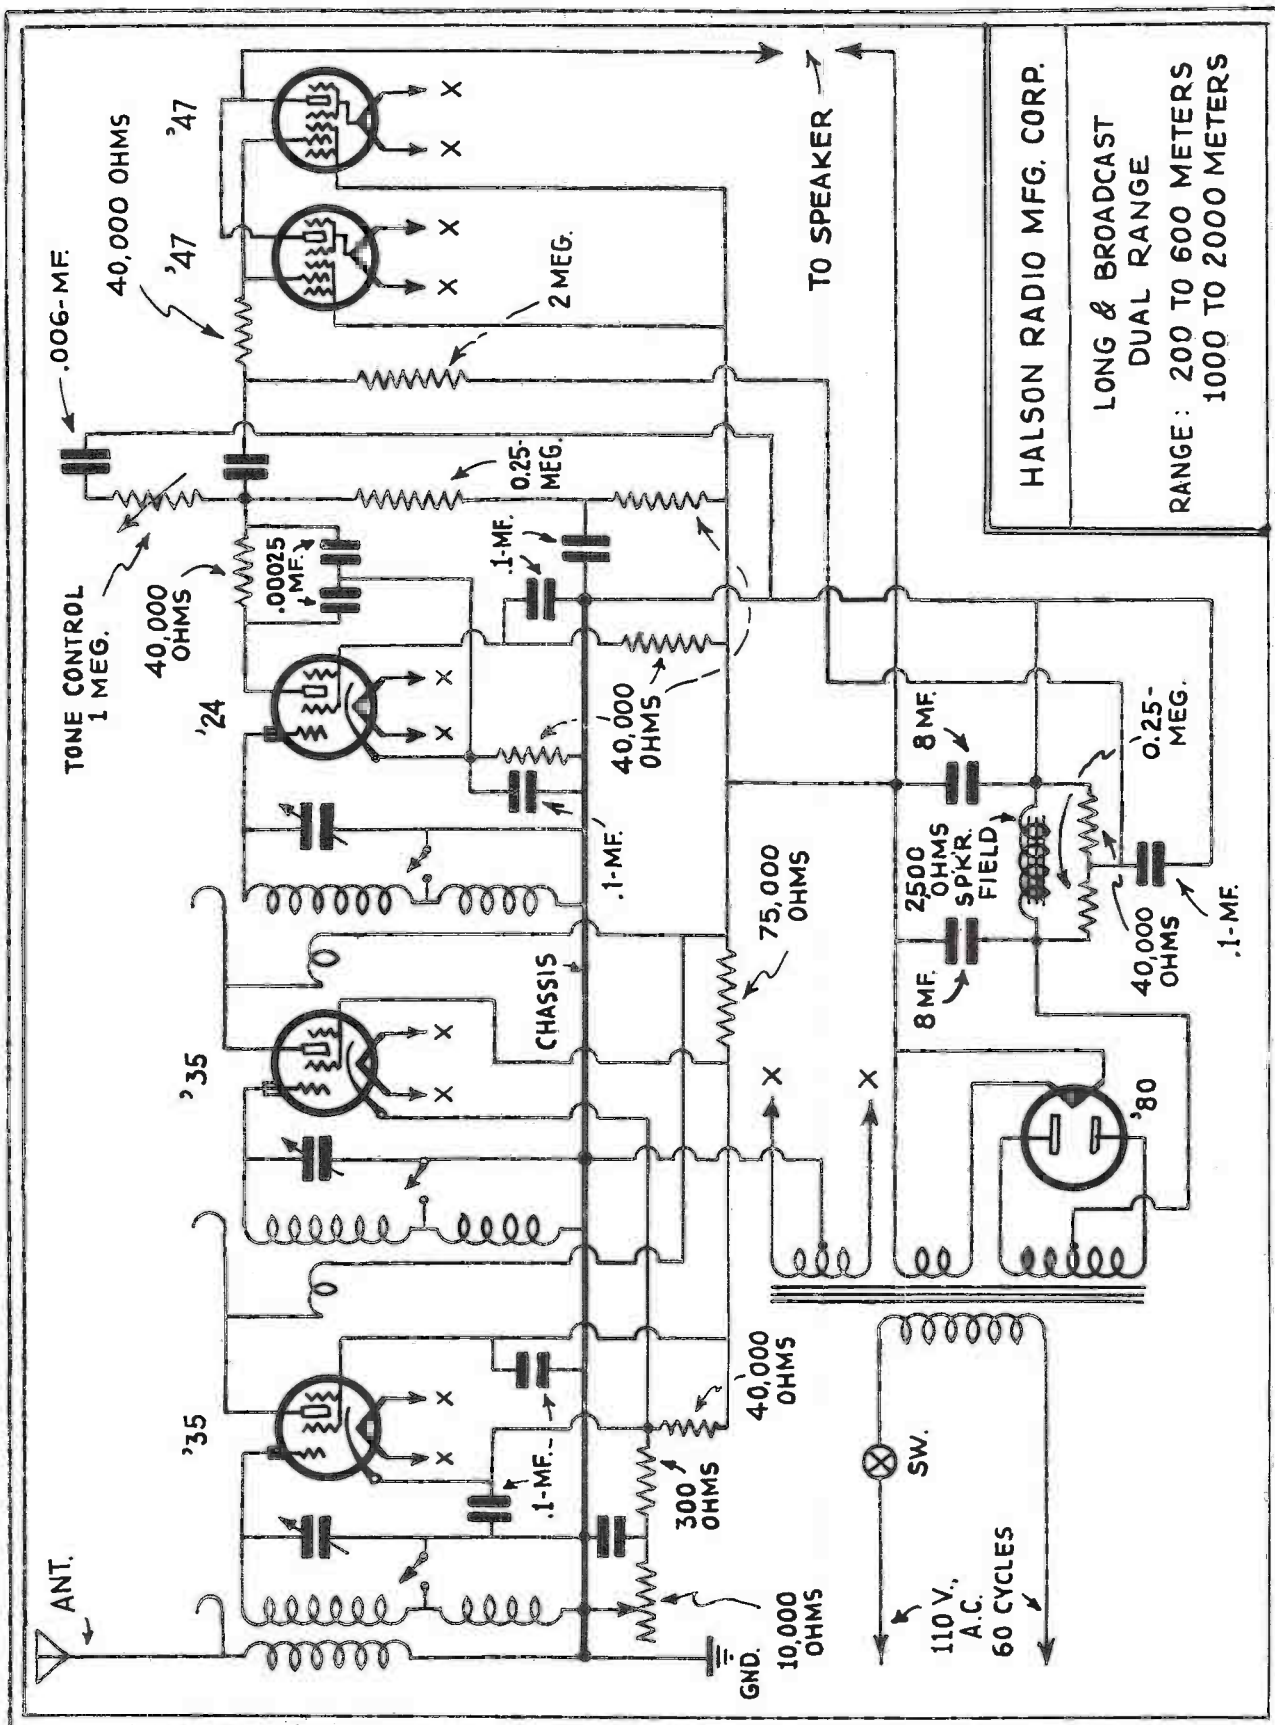 ANT.
'35
'35
'24
'47
'47
TONE CONTROL
1 MEG.
.006-MF.
40,000 OHMS
40,000
OHMS
.00025
MF.
0.25-
MEG.
2 MEG.
X
X
X
X
X
X
X
X
X
X
.1-MF.
.1-MF.
.1-MF.
CHASSIS
40,000
OHMS
TO SPEAKER
GND.
10,000
OHMS
300
OHMS
40,000
OHMS
75,000
OHMS
X
X
8 MF.
8 MF.
2,500
OHMS
SP'K'R.
FIELD
0.25-
MEG.
40,000
OHMS
.1-MF.
'80
SW.
110 V.,
A.C.
60 CYCLES
HALSON RADIO MFG. CORP.
LONG & BROADCAST
DUAL RANGE
RANGE: 200 TO 600 METERS
1000 TO 2000 METERS